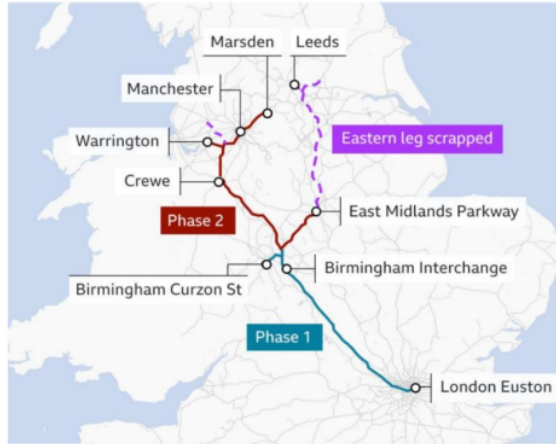 Marsden
Leeds
Manchester
Warrington
Eastern leg scrapped
Crewe
Phase 2
East Midlands Parkway
Birmingham Interchange
Birmingham Curzon St
Phase 1
London Euston